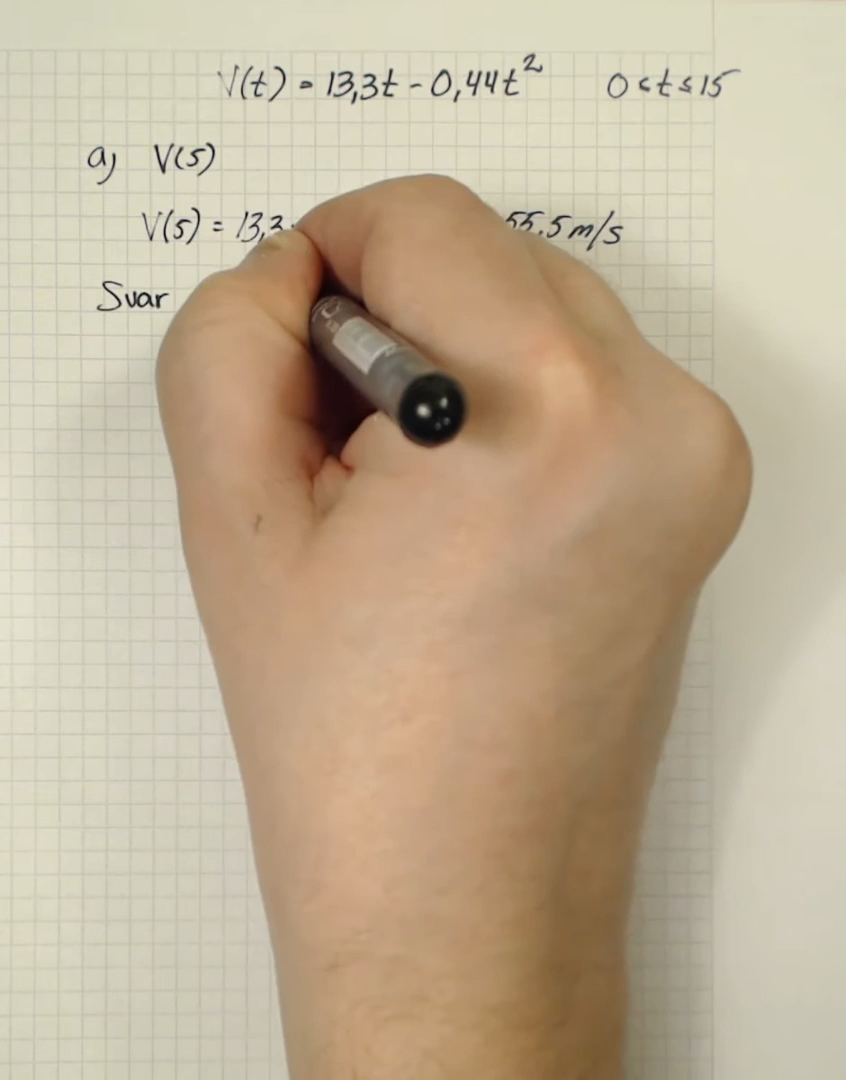 V(t) = 13,3t - 0,44t² 0 < t ≤ 15
a) V(5)
V(5) = 13,3 55,5 m/s
Svar